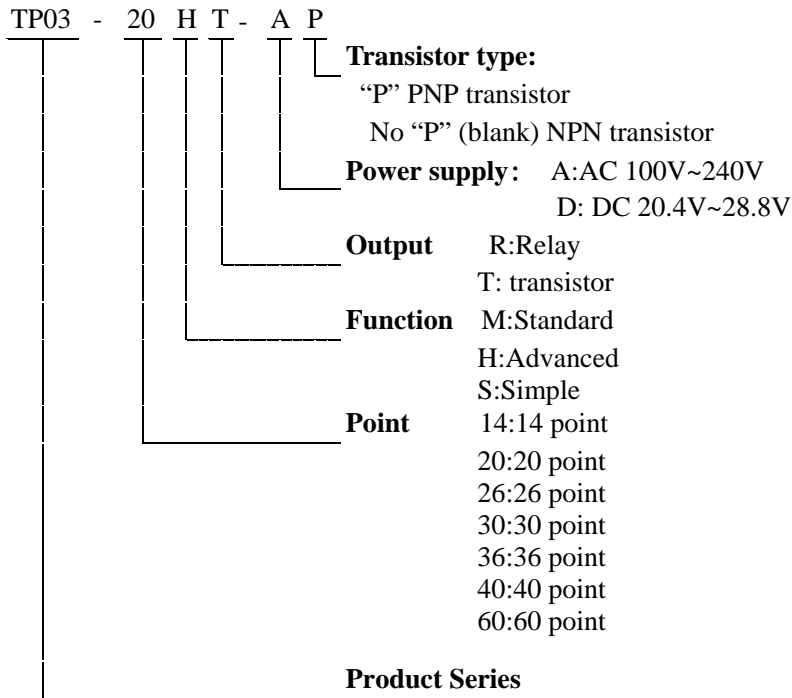 TP03 - 20 H T - A P
Transistor type:
“P” PNP transistor
No “P” (blank) NPN transistor
Power supply： A:AC 100V~240V
D: DC 20.4V~28.8V
Output R:Relay
T: transistor
Function M:Standard
H:Advanced
S:Simple
Point 14:14 point
20:20 point
26:26 point
30:30 point
36:36 point
40:40 point
60:60 point
Product Series